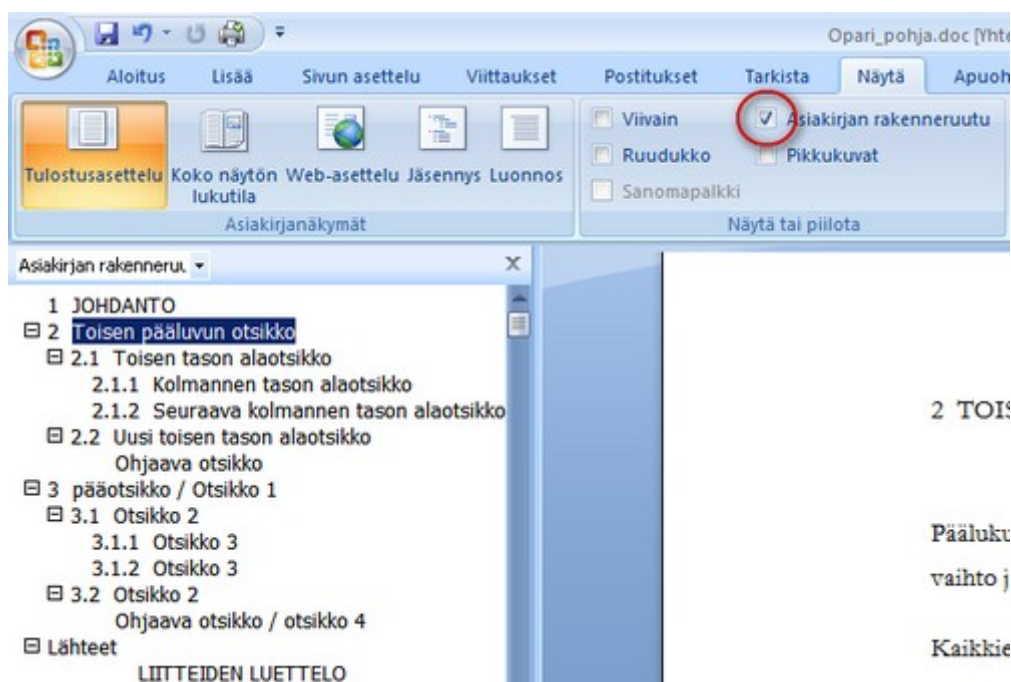 Opari_pohja.doc [Yhte
Aloitus Lisää Sivun asettelu Viittaukset Postitukset Tarkista Näytä Apuoh
Tulostusasettelu Koko näytön lukutila Web-asettelu Jäsennys Luonnos
Asiakirjanäkymät
Viivain Asiakirjan rakenneruutu
Ruudukko Pikkukuvat
Sanomapalkki
Näytä tai piilota
Asiakirjan rakenneru
1 JOHDANTO
2 Toisen pääluvun otsikko
2.1 Toisen tason alaotsikko
2.1.1 Kolmannen tason alaotsikko
2.1.2 Seuraava kolmannen tason alaotsikko
2.2 Uusi toisen tason alaotsikko
Ohjaava otsikko
3 pääotsikko / Otsikko 1
3.1 Otsikko 2
3.1.1 Otsikko 3
3.1.2 Otsikko 3
3.2 Otsikko 2
Ohjaava otsikko / otsikko 4
Lähteet
LIITTEIDEN LUETTELO
2 TOIS
Pääluku
vaihto j
Kaikkie